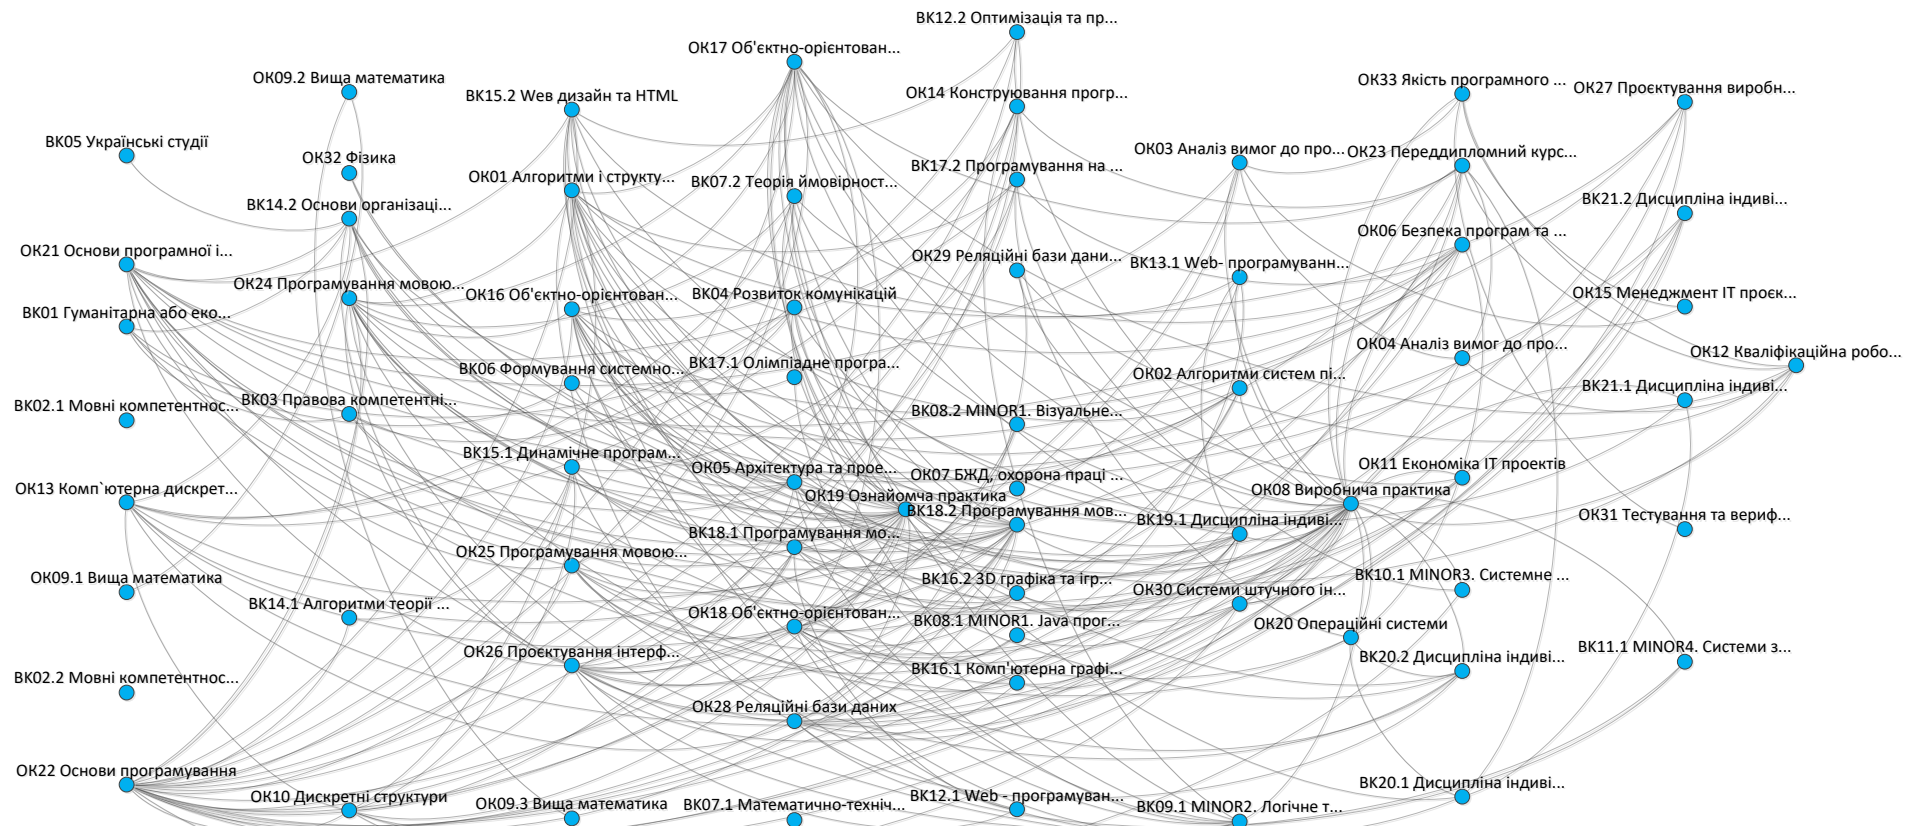 ВК12.2 Оптимізація та пр...
ОК17 Об'єктно-орієнтован...
ОК09.2 Вища математика
ВК15.2 Wев дизайн та HTML
ОК14 Конструювання прогр...
ОК33 Якість програмного ...
ОК27 Проєктування виробн...
ВК05 Українські студії
ОК32 Фізика
ОК01 Алгоритми і структу...
ВК07.2 Теорія ймовірност...
ВК17.2 Програмування на ...
ОК03 Аналіз вимог до про...
ОК23 Переддипломний курс...
ВК14.2 Основи організаці...
ВК21.2 Дисципліна індиві...
ОК21 Основи програмної і...
ОК06 Безпека програм та ...
ОК29 Реляційні бази дани...
ВК13.1 Web- програмуванн...
ОК24 Програмування мовою...
ОК16 Об'єктно-орієнтован...
ВК04 Розвиток комунікацій
ОК15 Менеджмент ІТ проєк...
ВК01 Гуманітарна або еко...
ОК04 Аналіз вимог до про...
ОК12 Кваліфікаційна робо...
ВК06 Формування системно...
ВК17.1 Олімпіадне програ...
ОК02 Алгоритми систем пі...
ВК21.1 Дисципліна індиві...
ВК02.1 Мовні компетентнос...
ВК03 Правова компетентні...
ВК08.2 MINOR1. Візуальне...
ВК15.1 Динамічне програм...
ОК05 Архітектура та прое...
ОК07 БЖД, охорона праці ...
ОК11 Економіка ІТ проектів
ОК13 Комп`ютерна дискрет...
ОК19 Ознайомча практика
ОК08 Виробнича практика
ВК18.2 Програмування мов...
ВК19.1 Дисципліна індиві...
ОК31 Тестування та вериф...
ВК18.1 Програмування мо...
ОК25 Програмування мовою...
ОК09.1 Вища математика
ВК16.2 3D графіка та ігр...
ОК30 Системи штучного ін...
ВК10.1 MINOR3. Системне ...
ВК14.1 Алгоритми теорії ...
ОК18 Об'єктно-орієнтован...
ВК08.1 MINOR1. Java прог...
ОК20 Операційні системи
ОК26 Проєктування інтерф...
ВК16.1 Комп'ютерна графі...
ВК20.2 Дисципліна індиві...
ВК11.1 MINOR4. Системи з...
ВК02.2 Мовні компетентнос...
ОК28 Реляційні бази даних
ОК22 Основи програмування
ВК20.1 Дисципліна індиві...
ОК10 Дискретні структури
ОК09.3 Вища математика
ВК07.1 Математично-техніч...
ВК12.1 Web - програмуван...
ВК09.1 MINOR2. Логічне т...